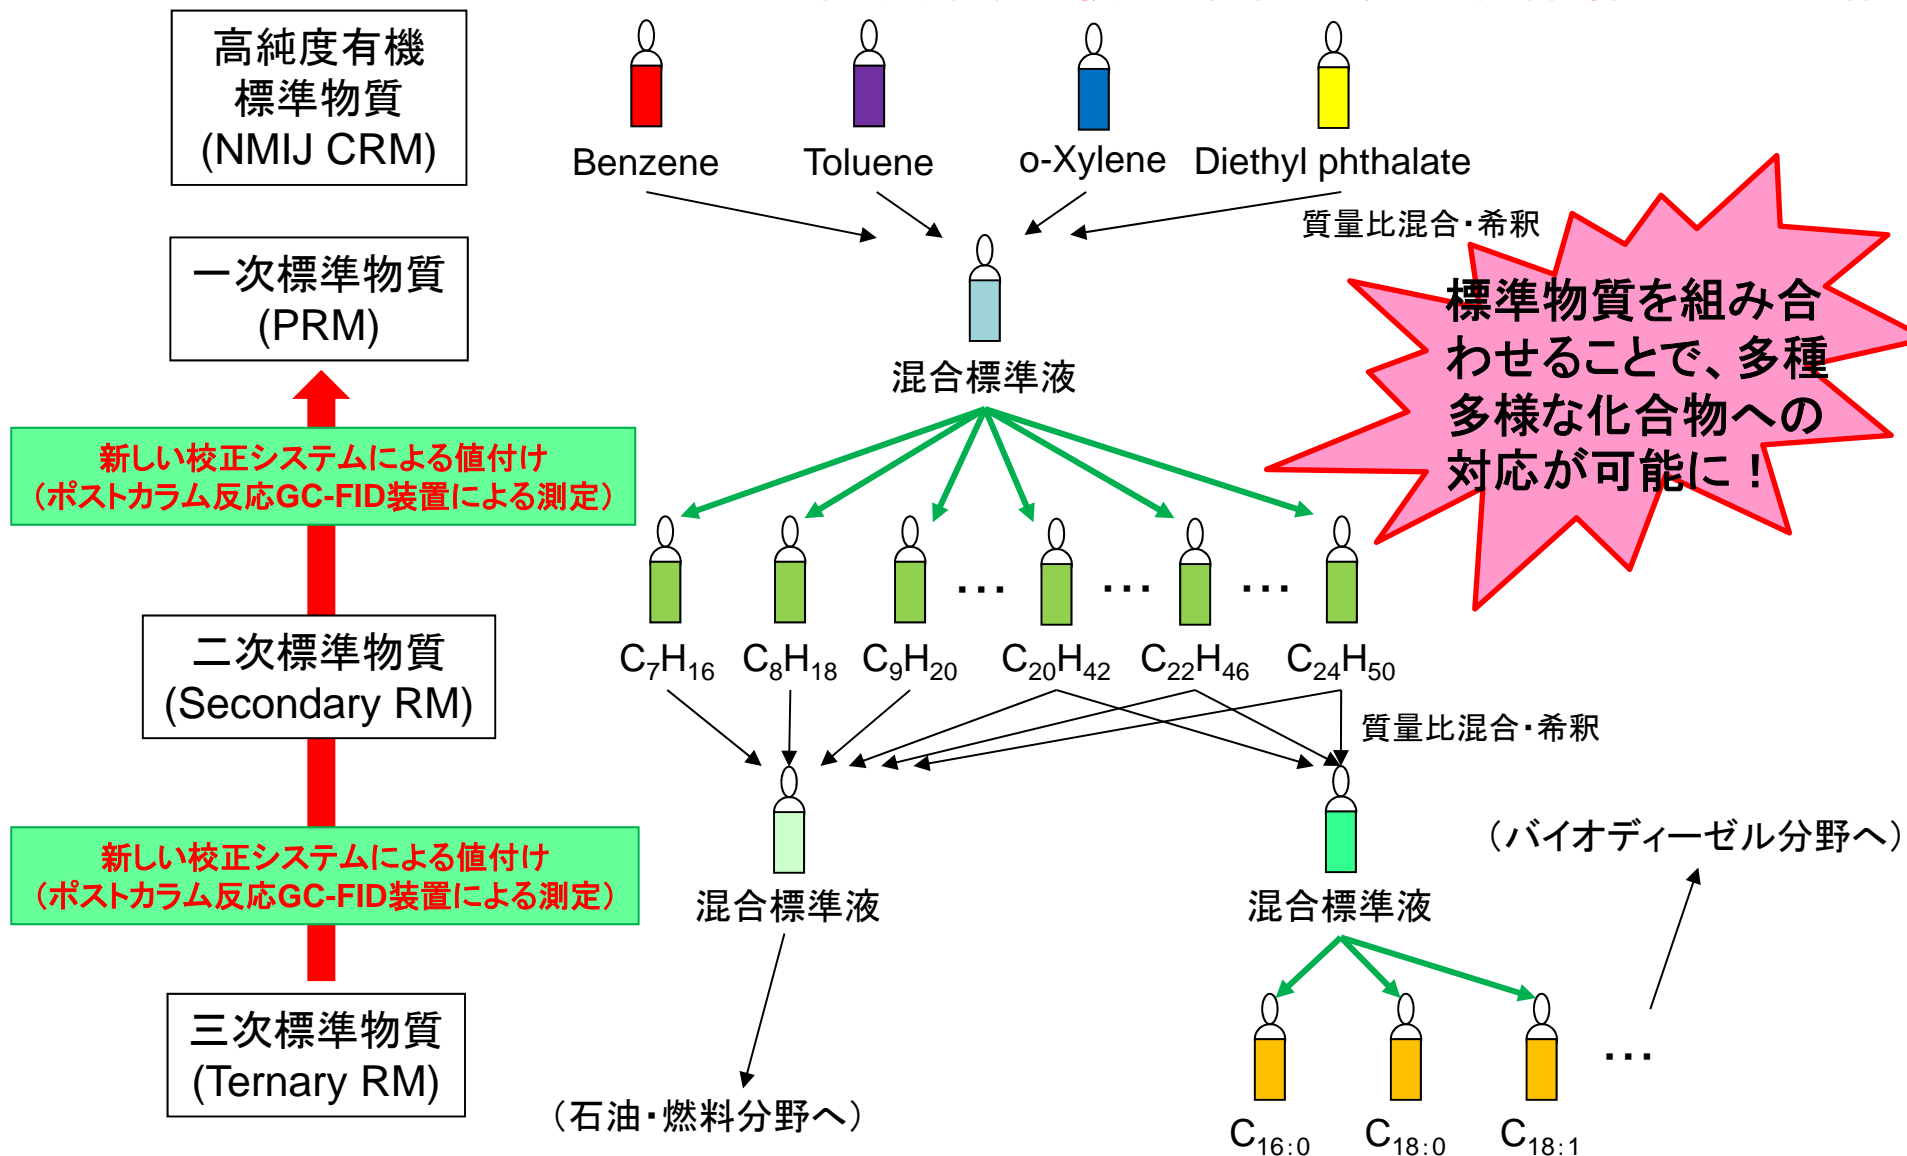 高純度有機
標準物質
(NMIJ CRM)
Benzene
Toluene
o-Xylene
Diethyl phthalate
質量比混合・希釈
一次標準物質
(PRM)
混合標準液
標準物質を組み合
わせることで、多種
多様な化合物への
対応が可能に!
新しい校正システムによる値付け
(ポストカラム反応GC-FID装置による測定)
… … …
C₇H₁₆
C₈H₁₈
C₉H₂₀
C₂₀H₄₂
C₂₂H₄₆
C₂₄H₅₀
二次標準物質
(Secondary RM)
質量比混合・希釈
新しい校正システムによる値付け
(ポストカラム反応GC-FID装置による測定)
混合標準液
混合標準液
(バイオディーゼル分野へ)
三次標準物質
(Ternary RM)
(石油・燃料分野へ)
…
C₁₆:₀
C₁₈:₀
C₁₈:₁